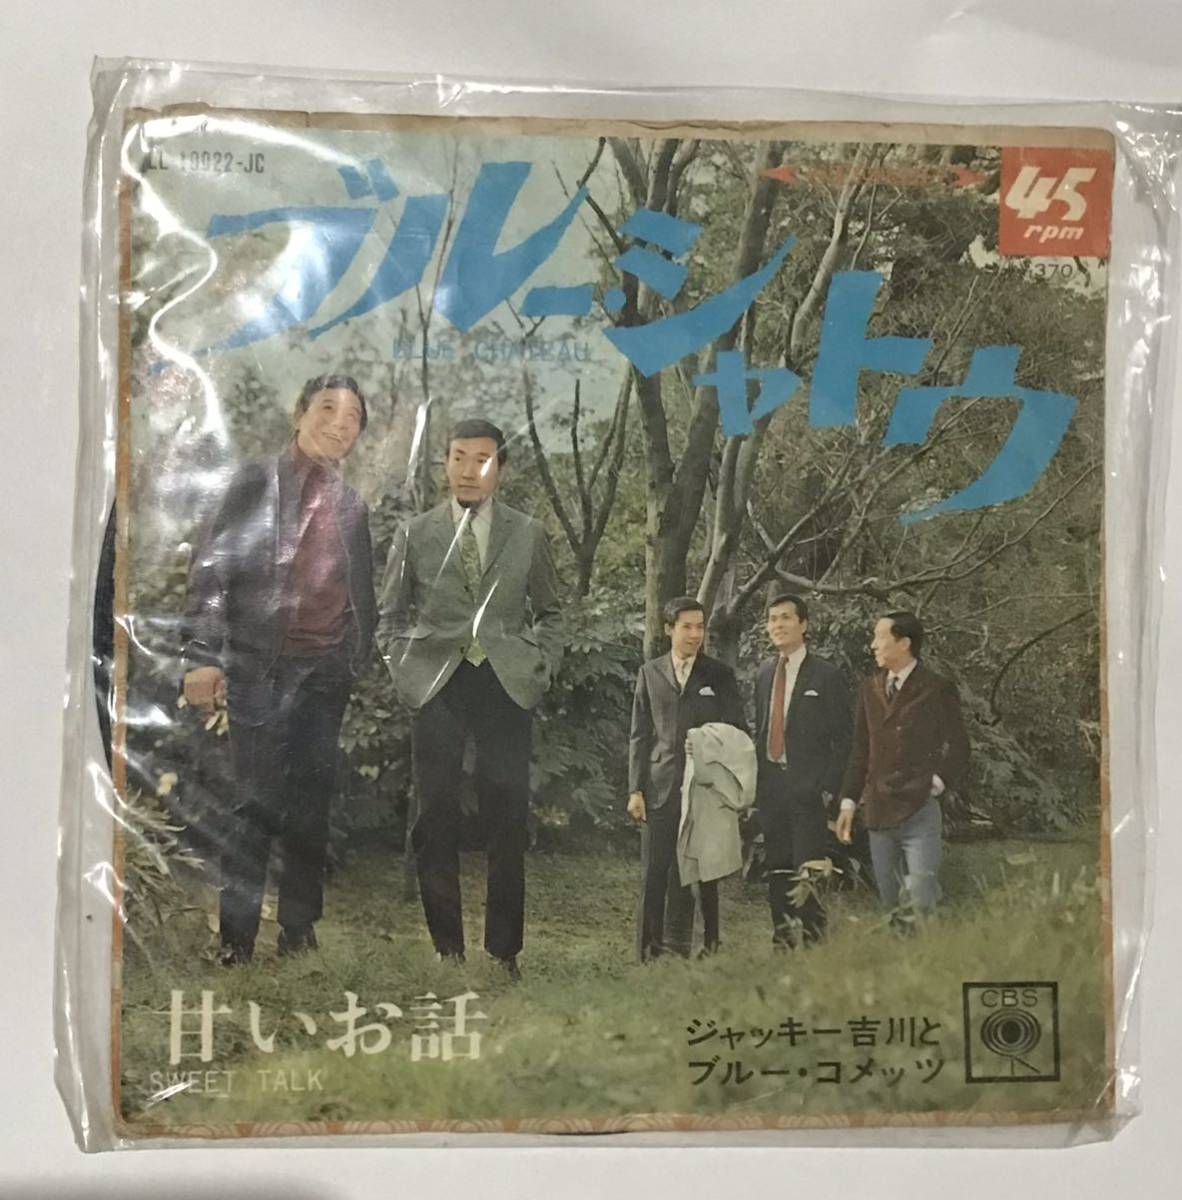 LL-10022-JC
ブルー・シャトウ
BLUE CHATEAU
45
rpm
370
甘いお話
SWEET TALK
ジャッキー吉川と
ブルー・コメッツ
CBS